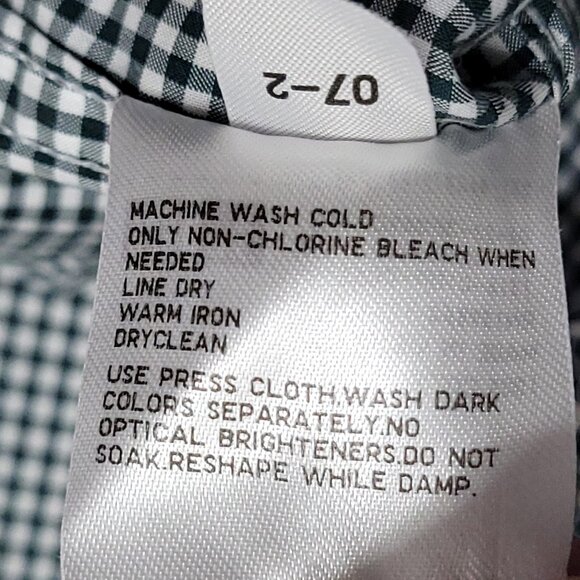 07-2
MACHINE WASH COLD
ONLY NON-CHLORINE BLEACH WHEN
NEEDED
LINE DRY
WARM IRON
DRYCLEAN
USE PRESS CLOTH.WASH DARK
COLORS SEPARATELY.NO
OPTICAL BRIGHTENERS.DO NOT
SOAK.RESHAPE WHILE DAMP.